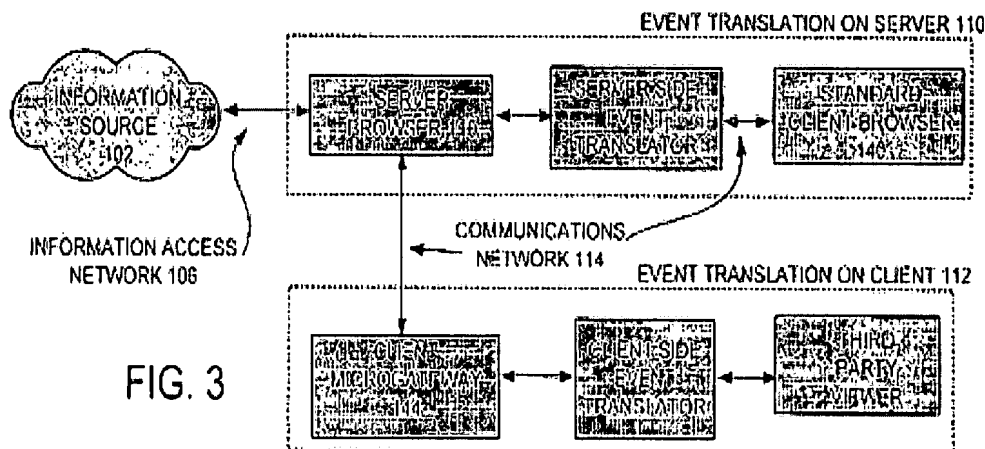 EVENT TRANSLATION ON SERVER 110
INFORMATION
SOURCE
102
SERVER
BROWSER
SERVER SIDE
EVENT
TRANSLATOR
STANDARD
CLIENT BROWSER
INFORMATION ACCESS
NETWORK 106
COMMUNICATIONS
NETWORK 114
EVENT TRANSLATION ON CLIENT 112
FIG. 3
CLIENT
MICROGATEWAY
CLIENT SIDE
EVENT
TRANSLATOR
THIRD
PARTY
VIEWER